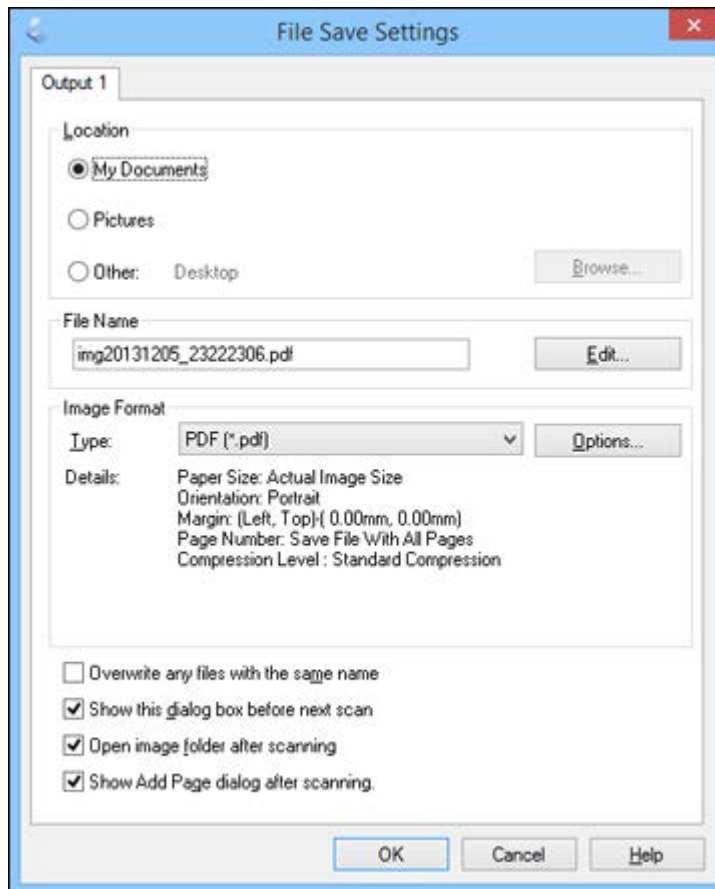 File Save Settings
Output 1
Location
My Documents
Pictures
Other: Desktop Browse...
File Name
img20131205_23222306.pdf Edit...
Image Format
Type: PDF (*.pdf) Options...
Details: Paper Size: Actual Image Size
Orientation: Portrait
Margin: (Left, Top)-( 0.00mm, 0.00mm)
Page Number: Save File With All Pages
Compression Level : Standard Compression
Overwrite any files with the same name
Show this dialog box before next scan
Open image folder after scanning
Show Add Page dialog after scanning.
OK Cancel Help